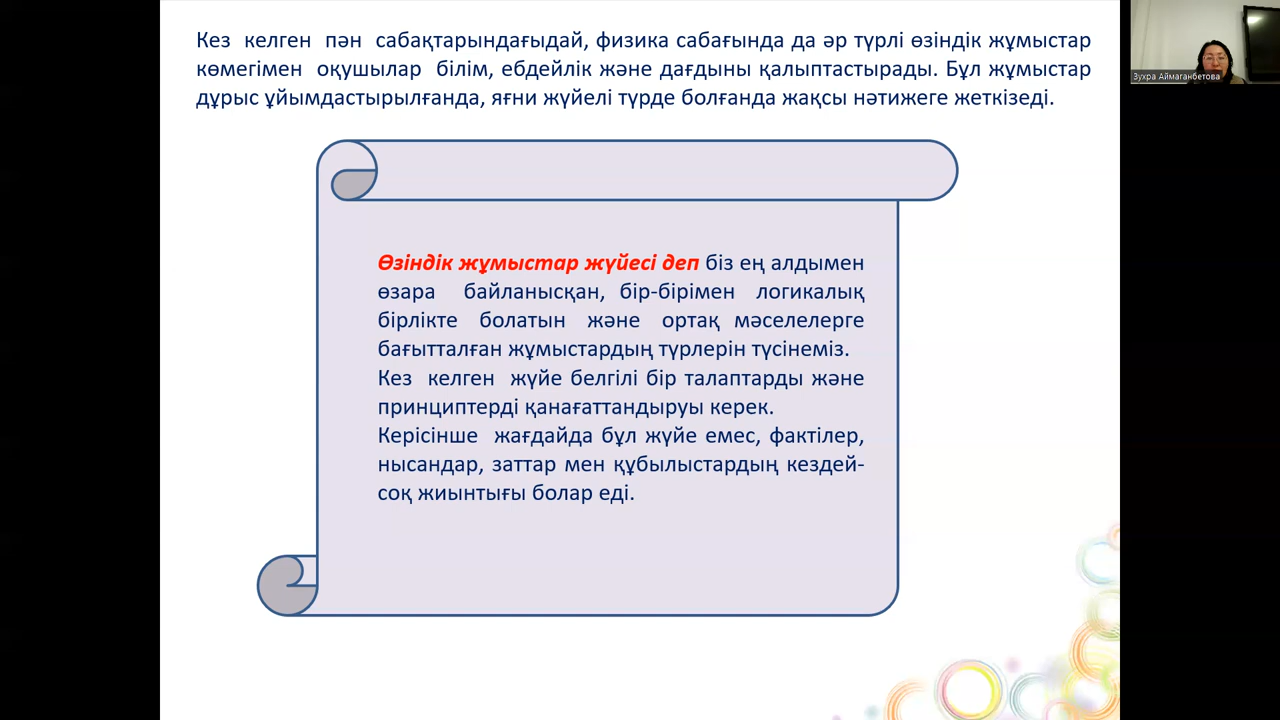 Кез келген пән сабақтарындағыдай, физика сабағында да әр түрлі өзіндік жұмыстар
көмегімен оқушылар білім, ебдейлік және дағдыны қалыптастырады. Бұл жұмыстар
дұрыс ұйымдастырылғанда, яғни жүйелі түрде болғанда жақсы нәтижеге жеткізеді.
Зухра Аймаганбетова
Өзіндік жұмыстар жүйесі деп біз ең алдымен
өзара байланысқан, бір-бірімен логикалық
бірлікте болатын және ортақ мәселелерге
бағытталған жұмыстардың түрлерін түсінеміз.
Кез келген жүйе белгілі бір талаптарды және
принциптерді қанағаттандыруы керек.
Керісінше жағдайда бұл жүйе емес, фактілер,
нысандар, заттар мен құбылыстардың кездей-
соқ жиынтығы болар еді.